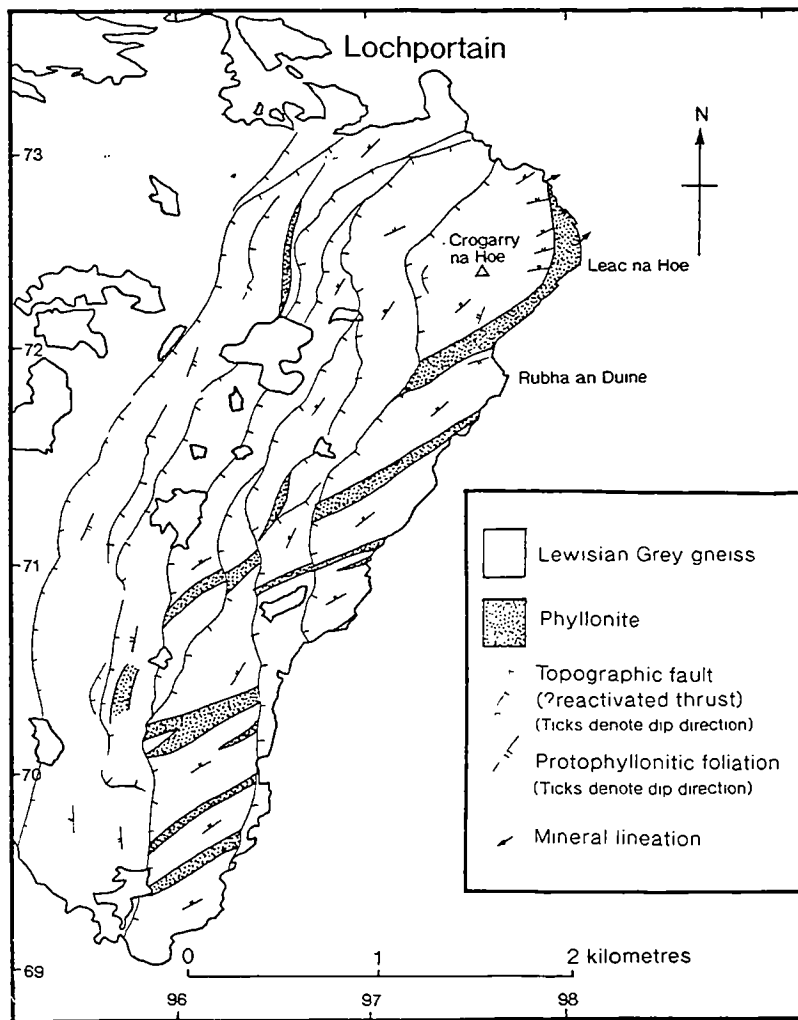 Lochportain
N
73
Crogarry
na Hoe
Leac na Hoe
72
Rubha an Duine
71
Lewisian Grey gneiss
Phyllonite
Topographic fault
(?reactivated thrust)
(Ticks denote dip direction)
Protophyllonitic foliation
(Ticks denote dip direction)
Mineral lineation
70
0 1 2 kilometres
69
96 97 98